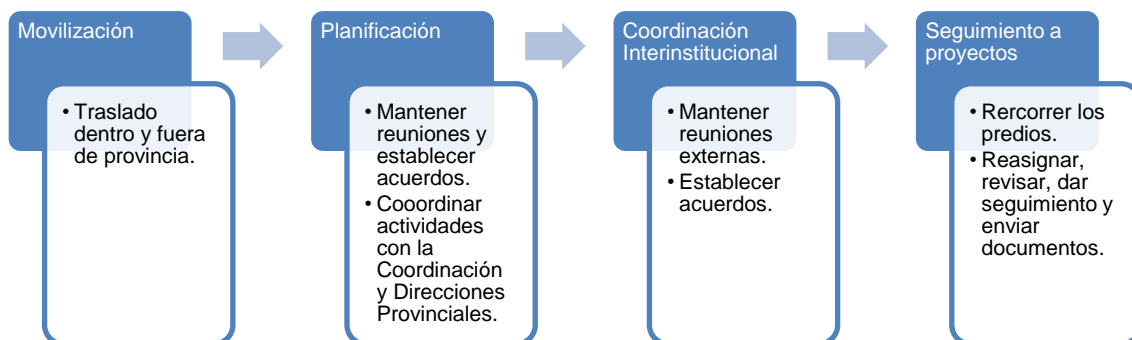 Movilización
• Traslado
dentro y fuera
de provincia.
Planificación
• Mantener
reuniones y
establecer
acuerdos.
• Cooordinar
actividades
con la
Coordinación
y Direcciones
Provinciales.
Coordinación
Interinstitucional
• Mantener
reuniones
externas.
• Establecer
acuerdos.
Seguimiento a
proyectos
• Rercorrer los
predios.
• Reasignar,
revisar, dar
seguimiento y
enviar
documentos.